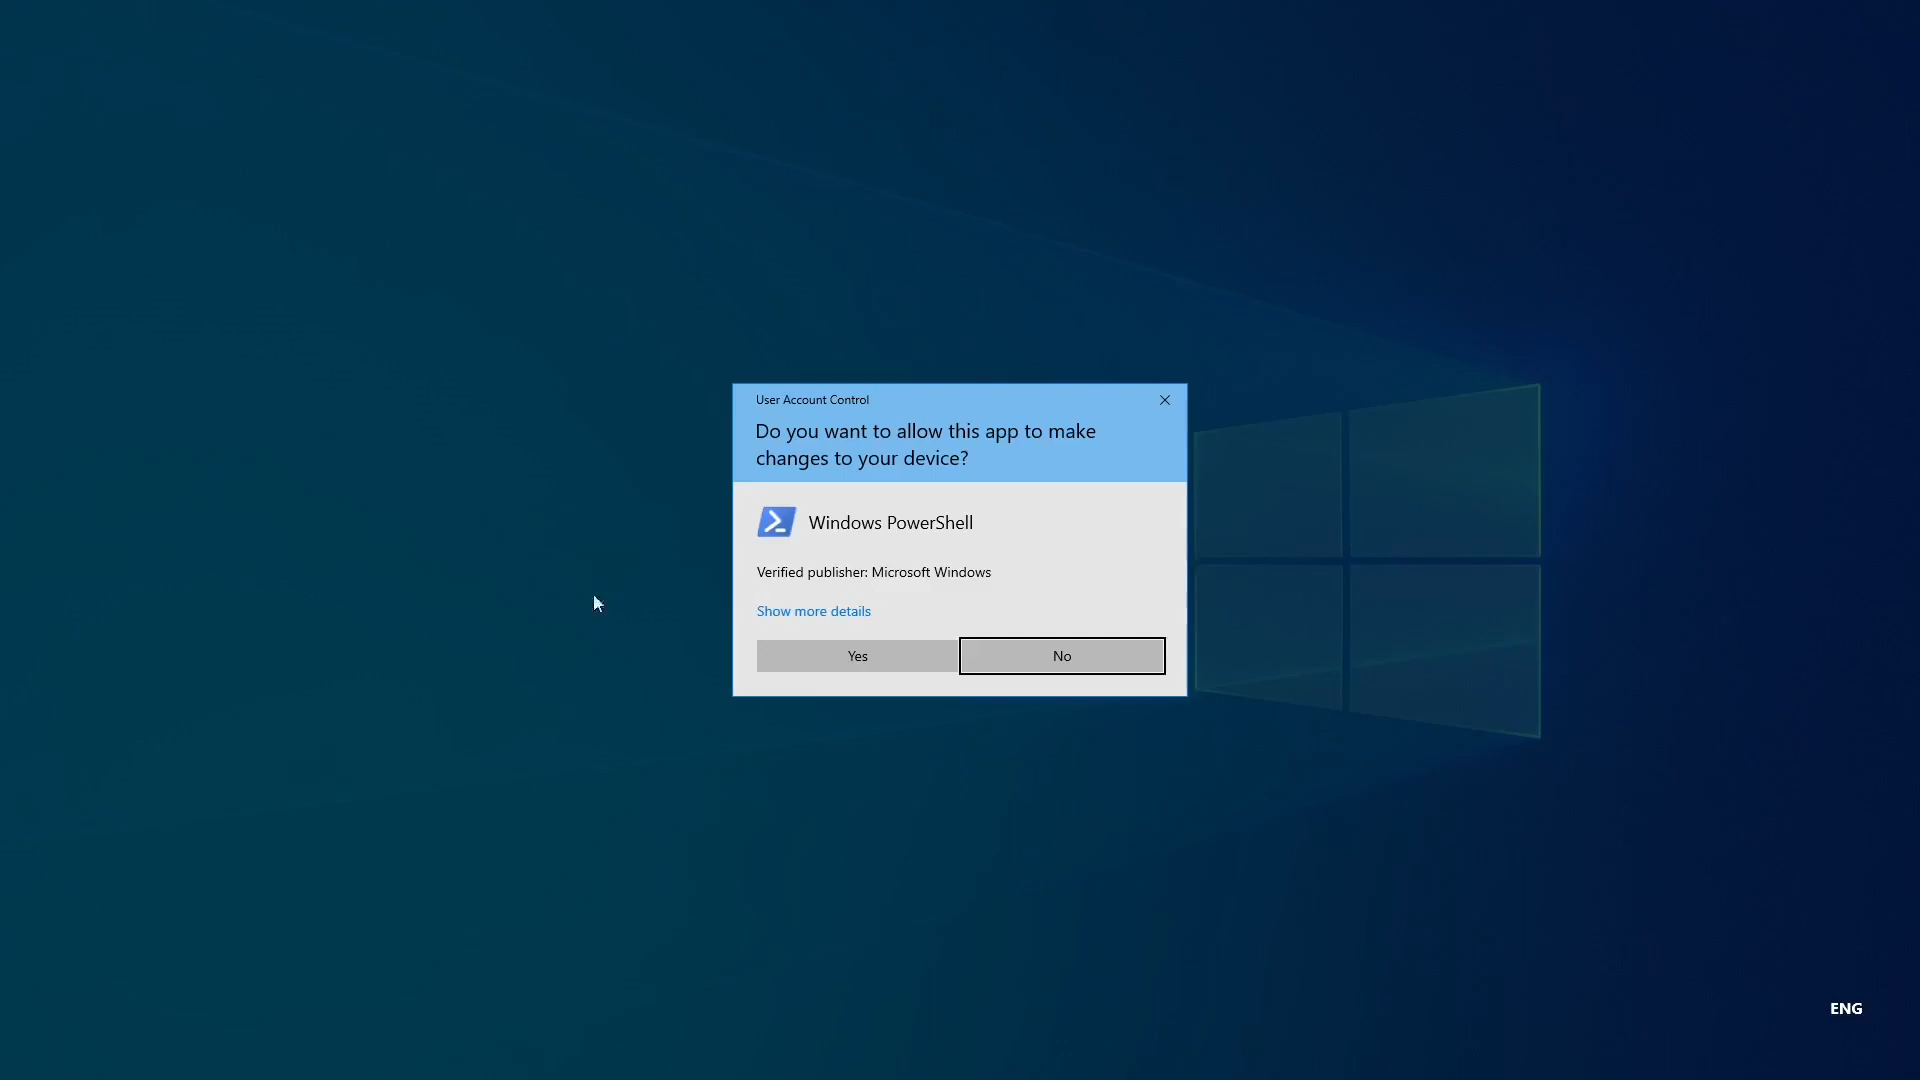 User Account Control
Do you want to allow this app to make
changes to your device?
Windows PowerShell
Verified publisher: Microsoft Windows
Show more details
Yes
No
ENG